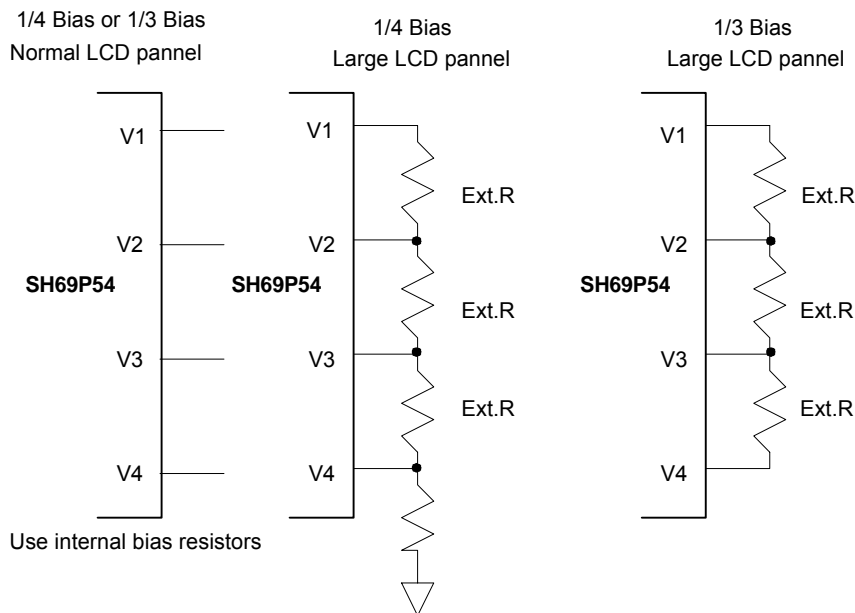 1/4 Bias or 1/3 Bias
Normal LCD pannel
V1
V2
SH69P54
V3
V4
Use internal bias resistors
1/4 Bias
Large LCD pannel
V1
Ext.R
V2
SH69P54
Ext.R
V3
Ext.R
V4
1/3 Bias
Large LCD pannel
V1
Ext.R
V2
SH69P54
Ext.R
V3
Ext.R
V4